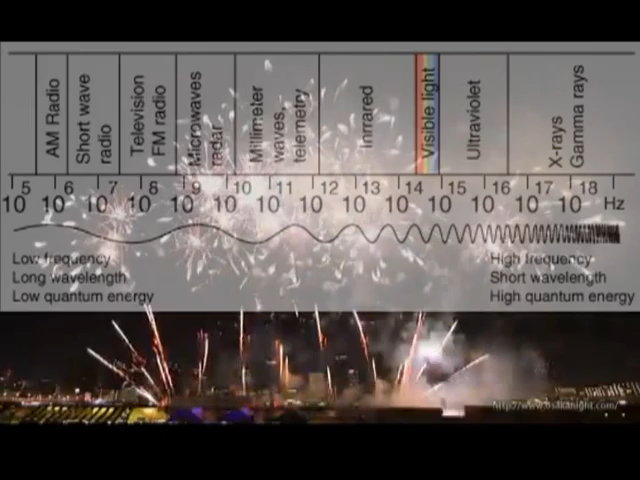 AM Radio
Short wave
radio
Television
FM radio
Microwaves
radar
Millimeter
waves,
telemetry
Infrared
Visible light
Ultraviolet
X-rays
Gamma rays
10^5 10^6 10^7 10^8 10^9 10^10 10^11 10^12 10^13 10^14 10^15 10^16 10^17 10^18 Hz
Low frequency
Long wavelength
Low quantum energy
High frequency
Short wavelength
High quantum energy